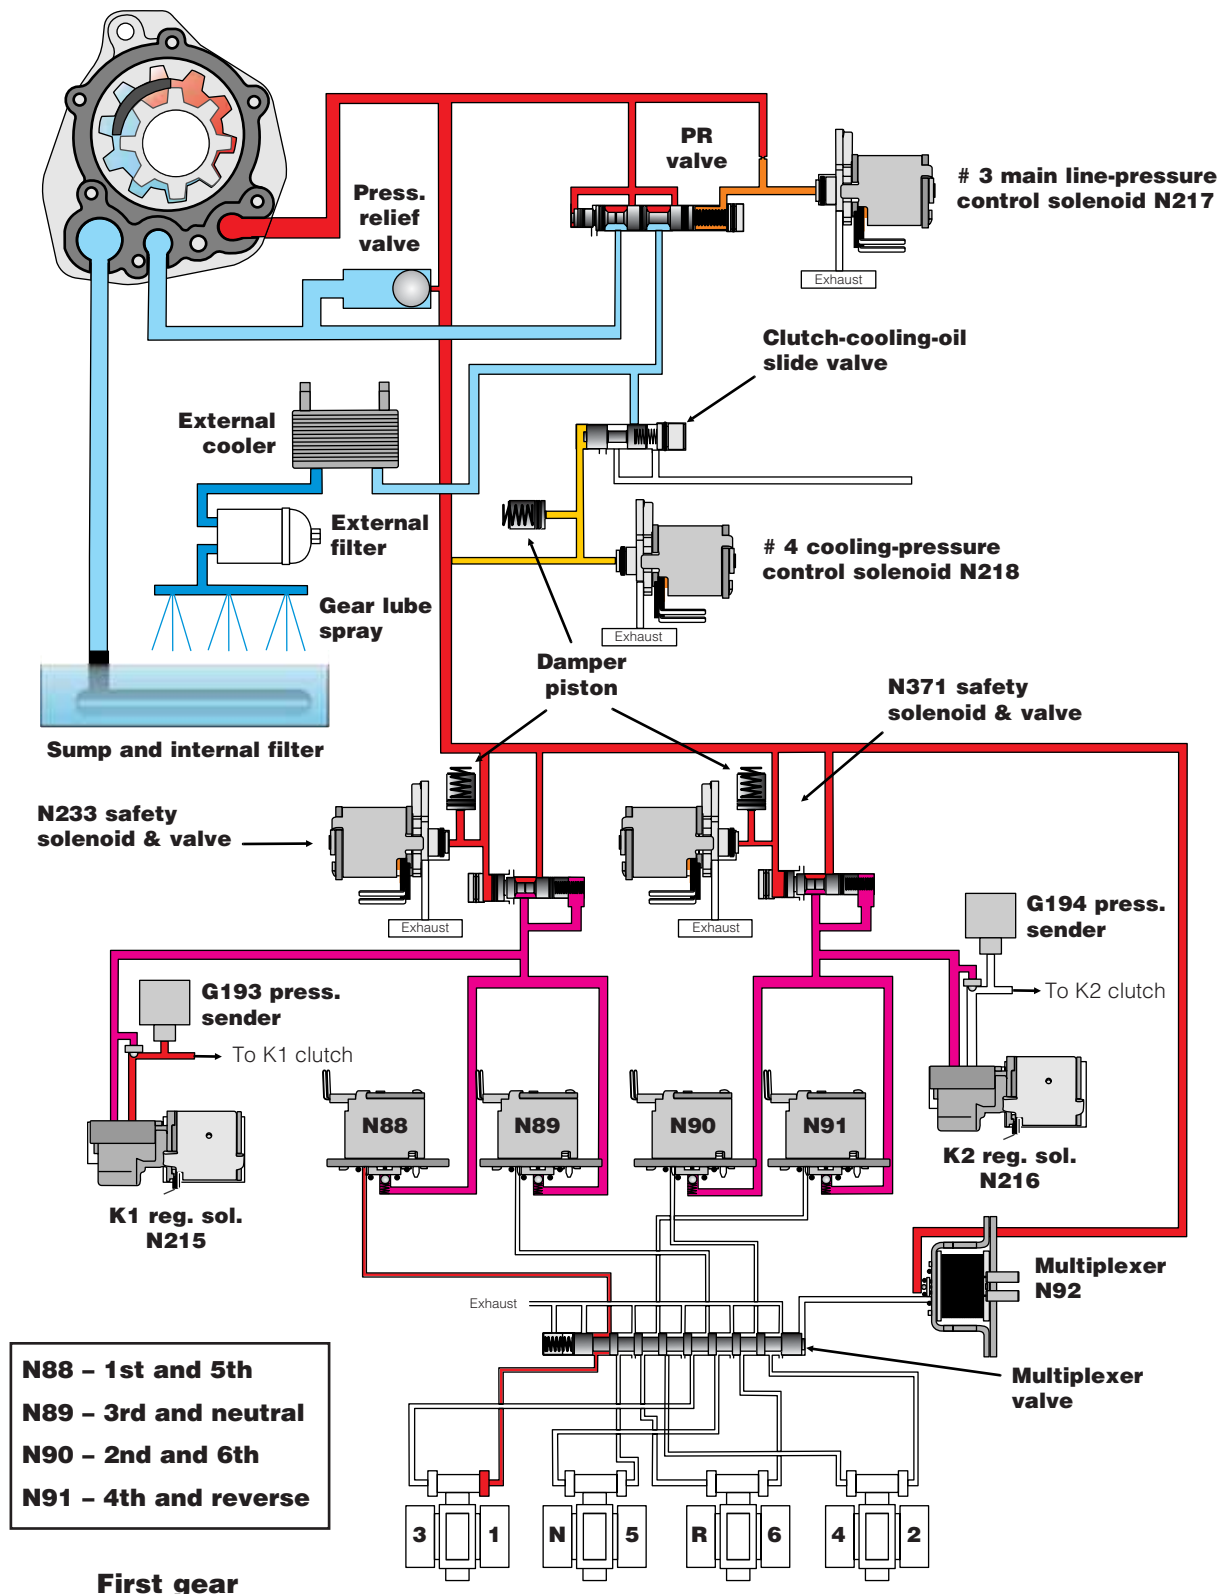 PR
valve
# 3 main line-pressure
control solenoid N217
Exhaust
Press.
relief
valve
Clutch-cooling-oil
slide valve
External
cooler
External
filter
# 4 cooling-pressure
control solenoid N218
Gear lube
spray
Exhaust
Damper
piston
N371 safety
solenoid & valve
Sump and internal filter
N233 safety
solenoid & valve
Exhaust
Exhaust
G194 press.
sender
To K2 clutch
G193 press.
sender
To K1 clutch
N88
N89
N90
N91
K2 reg. sol.
N216
K1 reg. sol.
N215
Multiplexer
N92
Exhaust
Multiplexer
valve
N88 – 1st and 5th
N89 – 3rd and neutral
N90 – 2nd and 6th
N91 – 4th and reverse
3 1 N 5 R 6 4 2
First gear